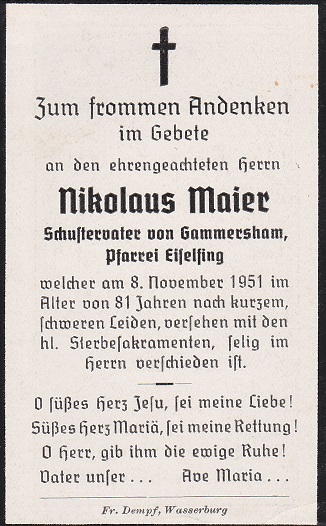 Zum frommen Andenken
im Gebete
an den ehrengeachteten Herrn
Nikolaus Maier
Schustervater von Gammersham,
Pfarrei Eiselfing
welcher am 8. November 1951 im
Alter von 81 Jahren nach kurzem,
schweren Leiden, versehen mit den
hl. Sterbesakramenten, selig im
Herrn verschieden ist.
O süßes Herz Jesu, sei meine Liebe!
Süßes Herz Mariä, sei meine Rettung!
O Herr, gib ihm die ewige Ruhe!
Vater unser . . . Ave Maria . . .
Fr. Dempf, Wasserburg